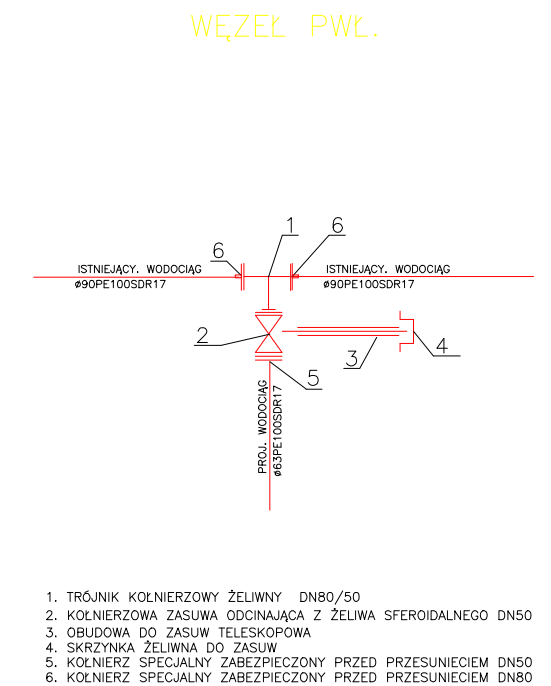 WĘZEŁ PWŁ.
1
6
6
ISTNIEJĄCY. WODOCIĄG
ISTNIEJĄCY. WODOCIĄG
ø90PE100SDR17
ø90PE100SDR17
2
4
3
5
PROJ. WODOCIĄG
ø63PE100SDR17
1. TRÓJNIK KOŁNIERZOWY ŻELIWNY DN80/50
2. KOŁNIERZOWA ZASUWA ODCINAJĄCA Z ŻELIWA SFEROIDALNEGO DN50
3. OBUDOWA DO ZASUW TELESKOPOWA
4. SKRZYNKA ŻELIWNA DO ZASUW
5. KOŁNIERZ SPECJALNY ZABEZPIECZONY PRZED PRZESUNIECIEM DN50
6. KOŁNIERZ SPECJALNY ZABEZPIECZONY PRZED PRZESUNIECIEM DN80